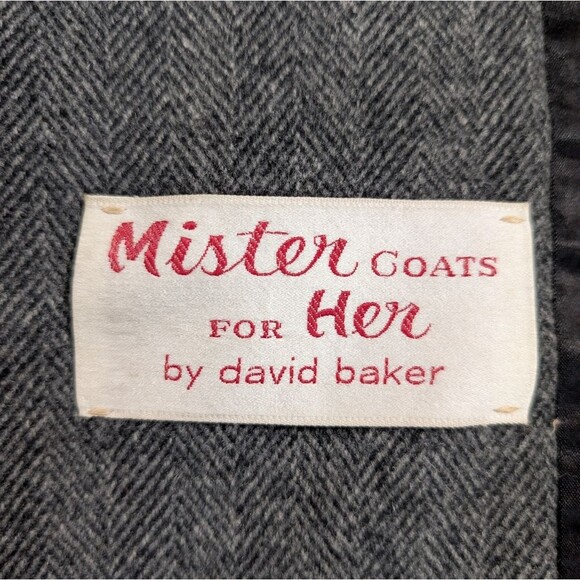 Mister COATS
FOR Her
by david baker